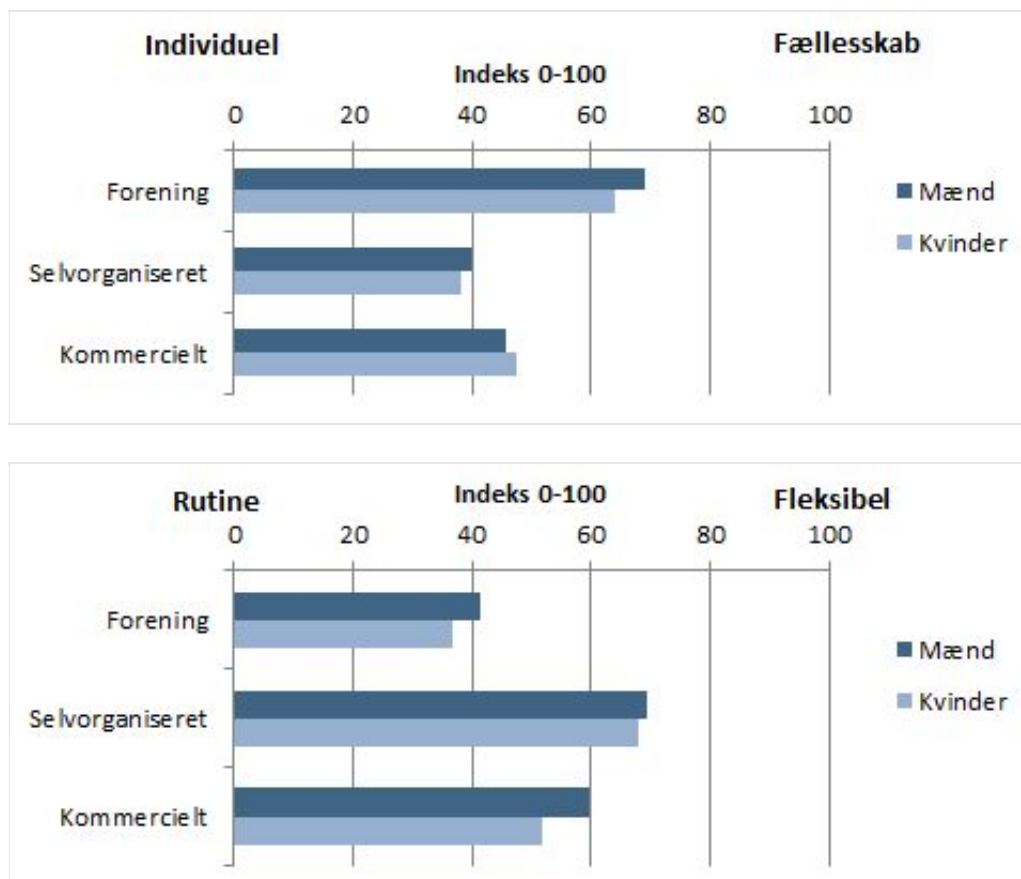 Individuel
Fællesskab
Indeks 0-100
0 20 40 60 80 100
Forening
Selvorganiseret
Kommercielt
Mænd
Kvinder
Rutine
Indeks 0-100
Fleksibel
0 20 40 60 80 100
Forening
Selvorganiseret
Kommercielt
Mænd
Kvinder